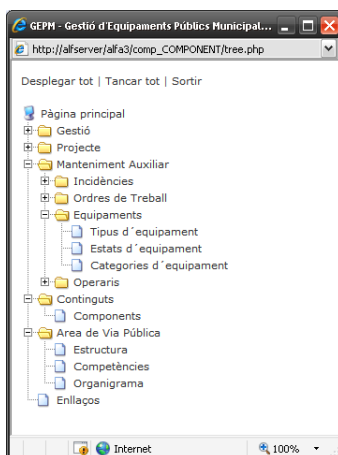 GEPM - Gestió d'Equipaments Públics Municipal...
http://alfserver/alfa3/comp_COMPONENT/tree.php
Desplegar tot | Tancar tot | Sortir
Pàgina principal
Gestió
Projecte
Manteniment Auxiliar
Incidències
Ordres de Treball
Equipaments
Tipus d´equipament
Estats d´equipament
Categories d´equipament
Operaris
Continguts
Components
Area de Via Pública
Estructura
Competències
Organigrama
Enllaços
Internet
100%